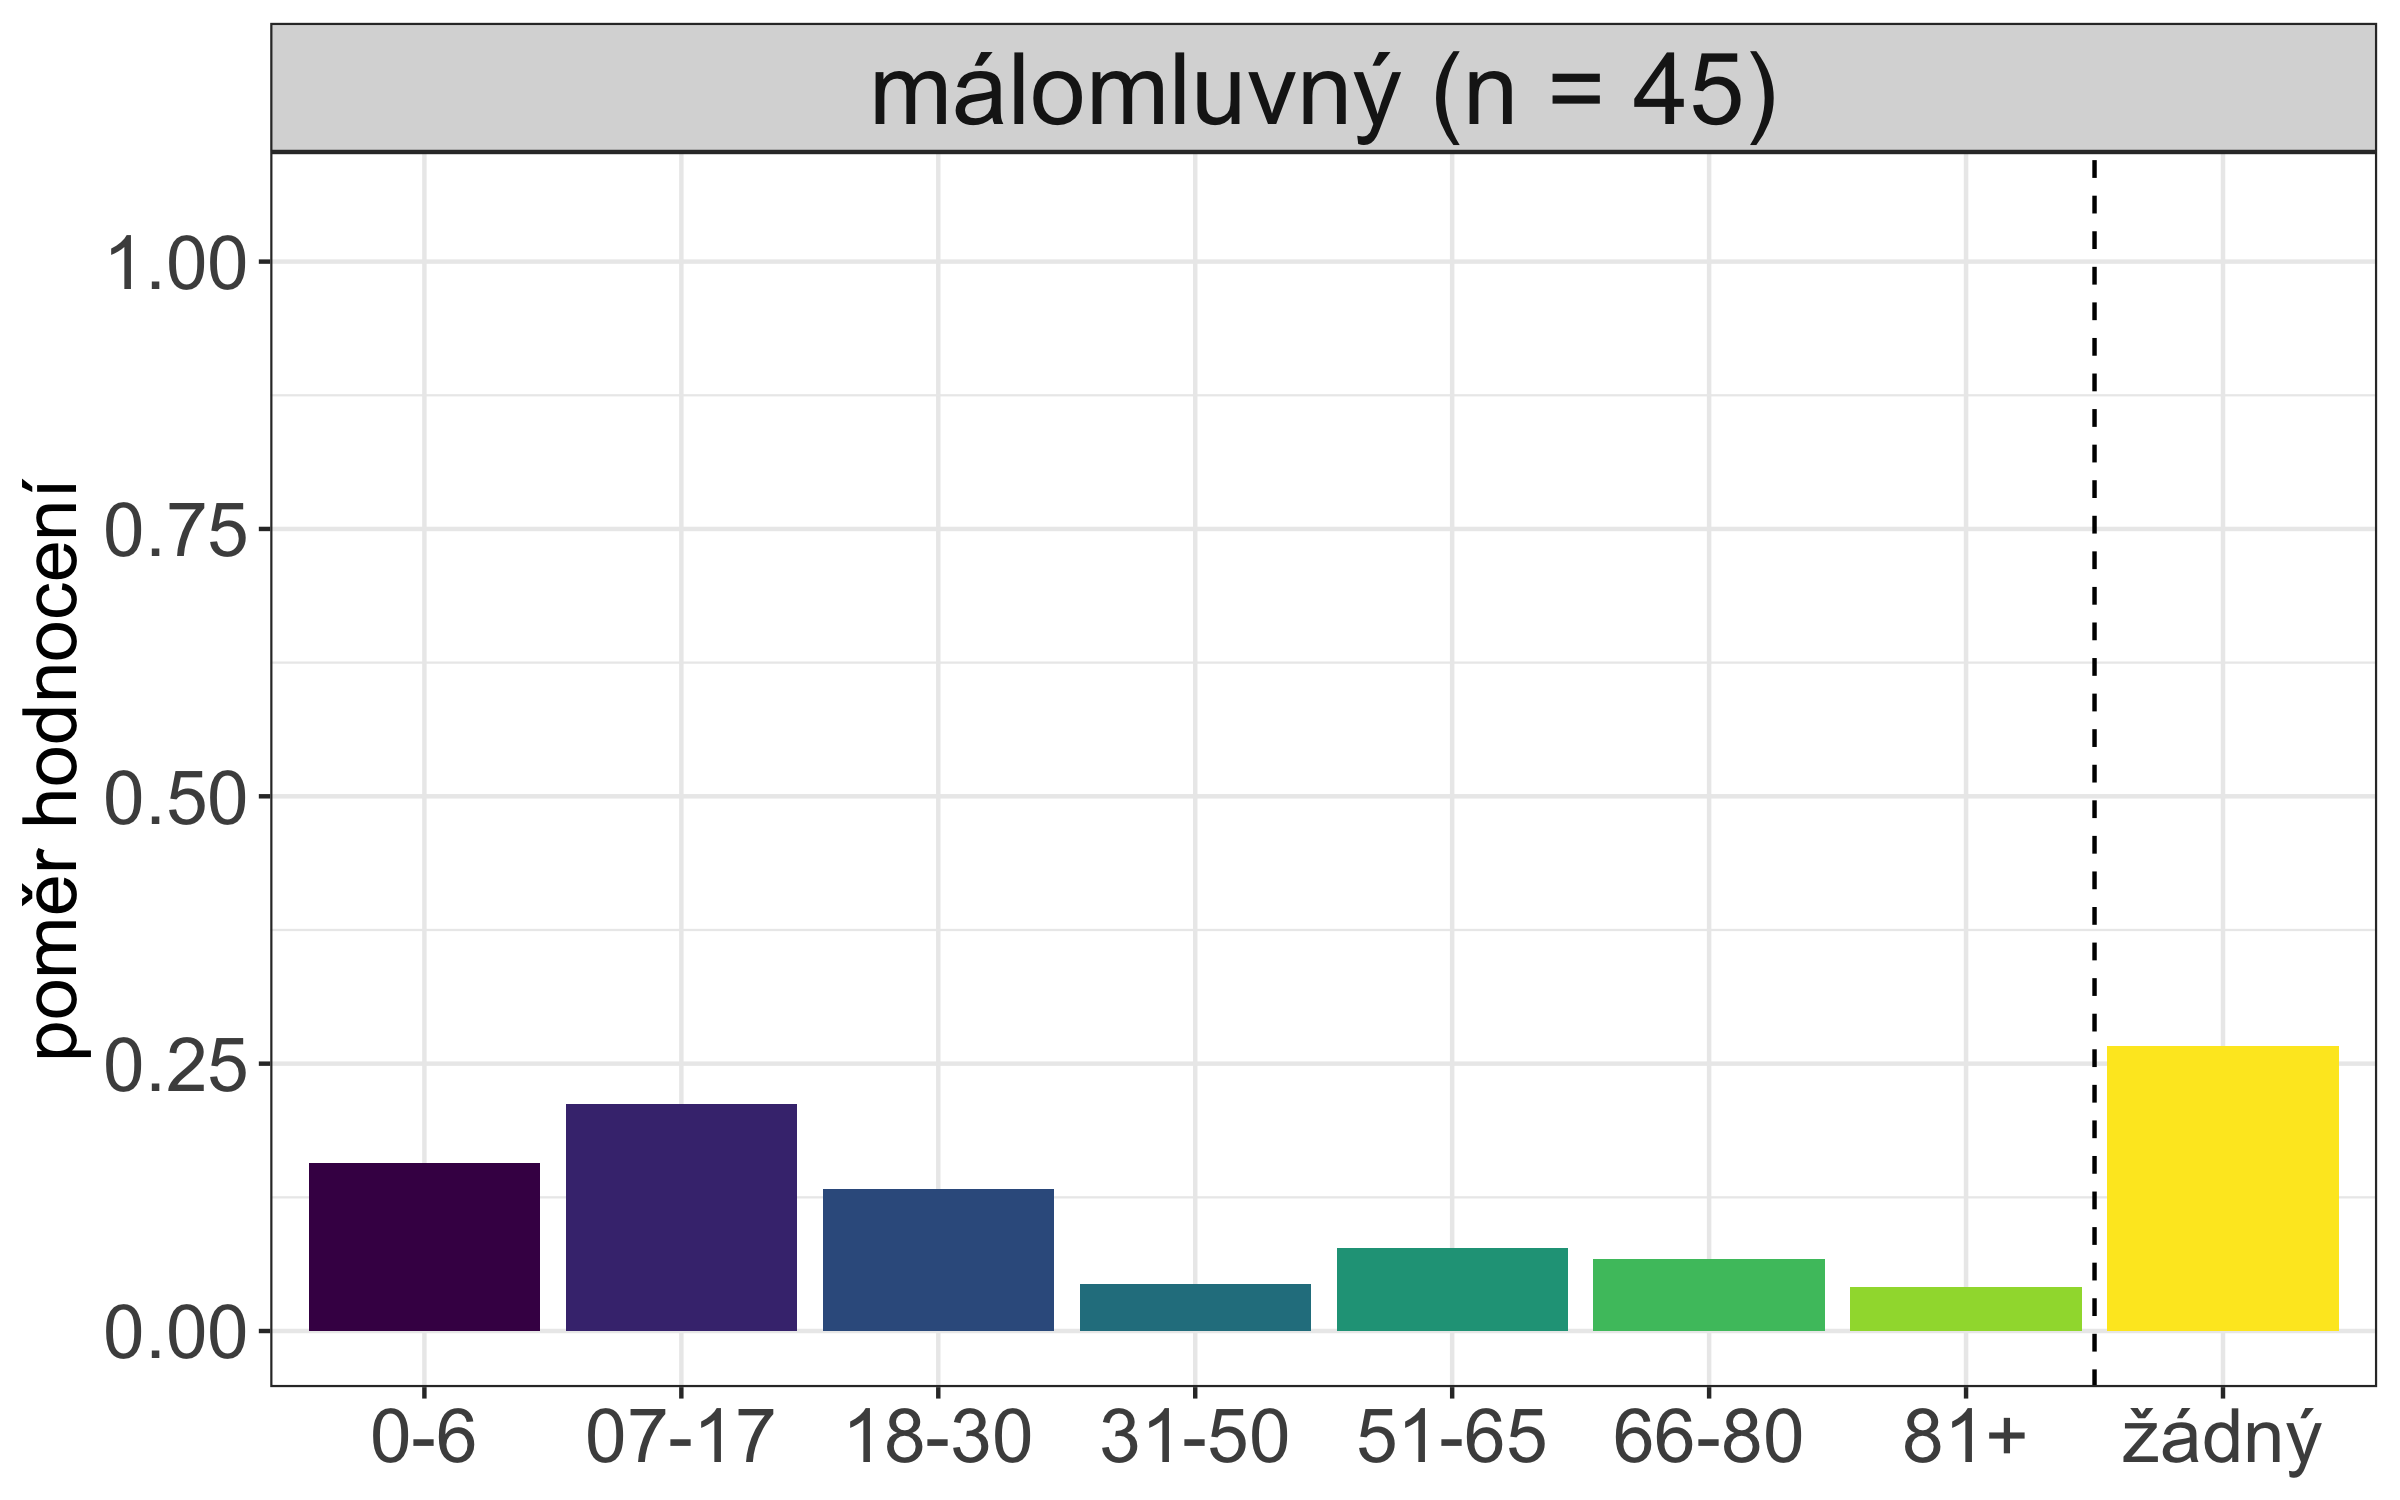 málomluvný (n = 45)
poměr hodnocení
1.00
0.75
0.50
0.25
0.00
0-6 07-17 18-30 31-50 51-65 66-80 81+ žádný